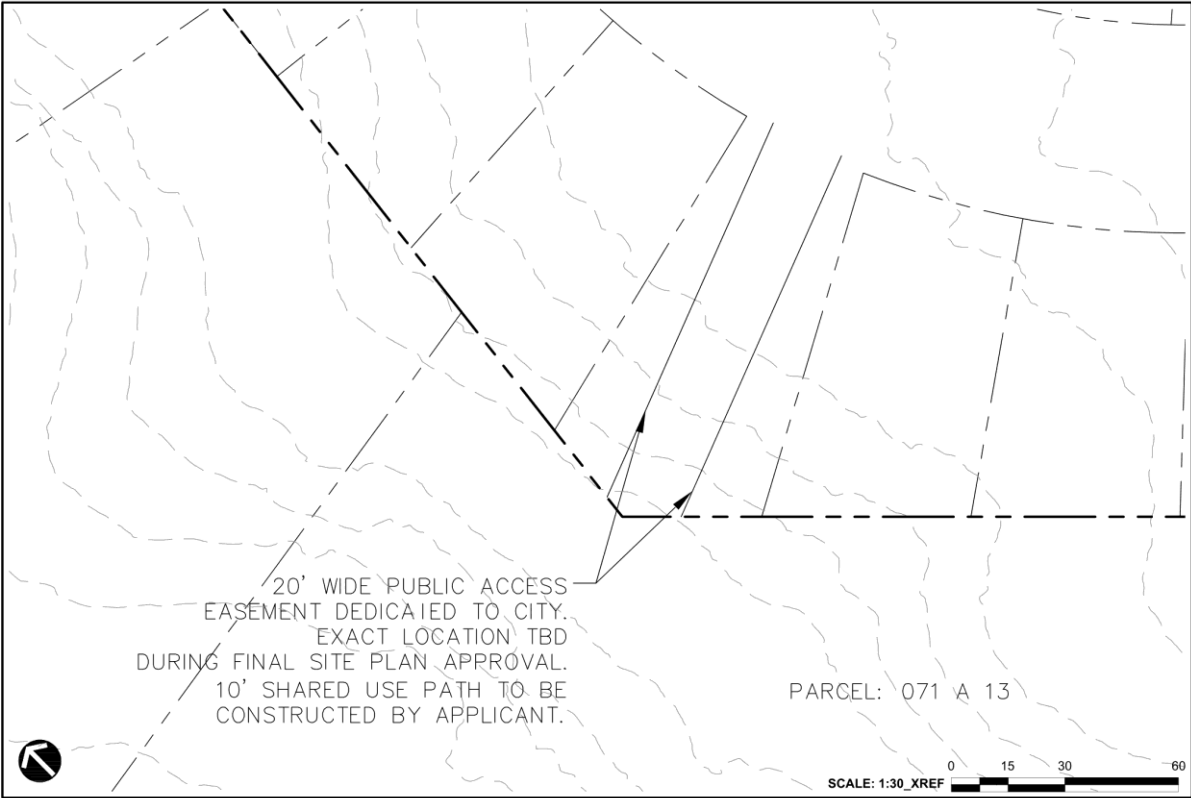 20' WIDE PUBLIC ACCESS
EASEMENT DEDICATED TO CITY.
EXACT LOCATION TBD
DURING FINAL SITE PLAN APPROVAL.
10' SHARED USE PATH TO BE
CONSTRUCTED BY APPLICANT.
PARCEL: 071 A 13
SCALE: 1:30_XREF
0 15 30 60